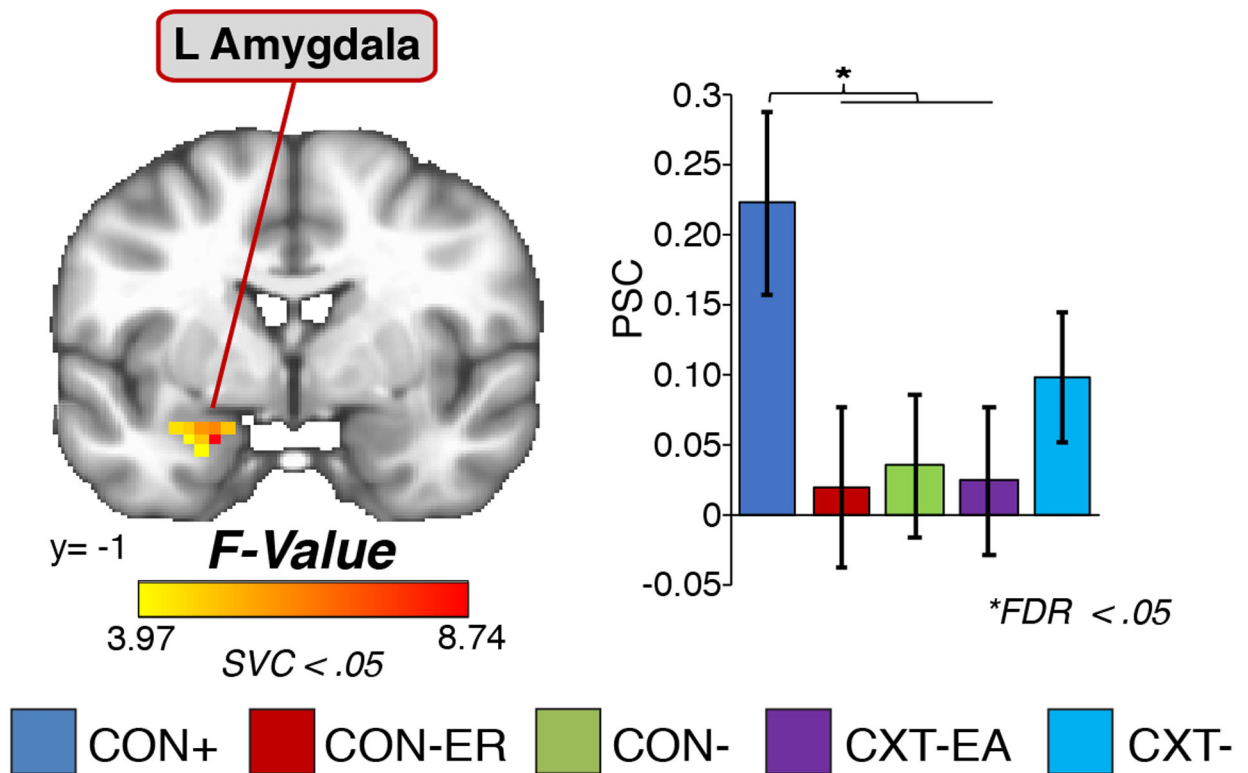 L Amygdala
y= -1
F-Value
3.97
8.74
SVC < .05
*
0.3
0.25
0.20
0.15
0.10
0.05
0
-0.05
PSC
*FDR < .05
CON+
CON-ER
CON-
CXT-EA
CXT-